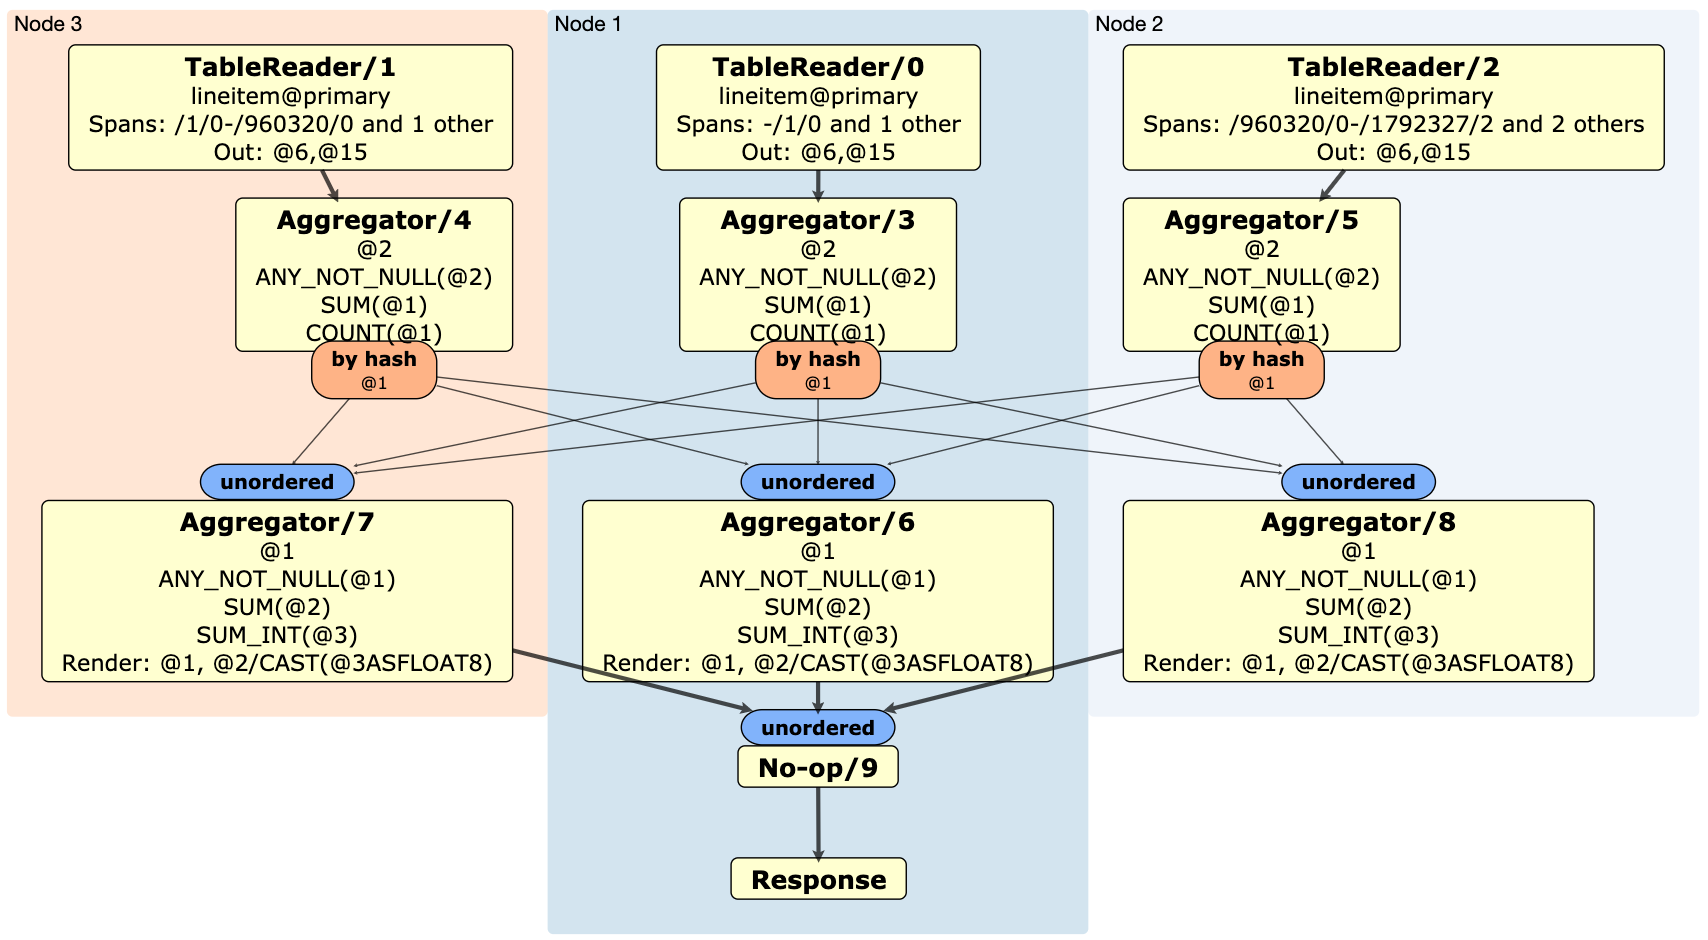 Node 3
Node 1
Node 2
TableReader/1
lineitem@primary
Spans: /1/0-/960320/0 and 1 other
Out: @6,@15
TableReader/0
lineitem@primary
Spans: -/1/0 and 1 other
Out: @6,@15
TableReader/2
lineitem@primary
Spans: /960320/0-/1792327/2 and 2 others
Out: @6,@15
Aggregator/4
@2
ANY_NOT_NULL(@2)
SUM(@1)
COUNT(@1)
by hash
@1
Aggregator/3
@2
ANY_NOT_NULL(@2)
SUM(@1)
COUNT(@1)
by hash
@1
Aggregator/5
@2
ANY_NOT_NULL(@2)
SUM(@1)
COUNT(@1)
by hash
@1
unordered
Aggregator/7
@1
ANY_NOT_NULL(@1)
SUM(@2)
SUM_INT(@3)
Render: @1, @2/CAST(@3ASFLOAT8)
unordered
Aggregator/6
@1
ANY_NOT_NULL(@1)
SUM(@2)
SUM_INT(@3)
Render: @1, @2/CAST(@3ASFLOAT8)
unordered
Aggregator/8
@1
ANY_NOT_NULL(@1)
SUM(@2)
SUM_INT(@3)
Render: @1, @2/CAST(@3ASFLOAT8)
unordered
No-op/9
Response